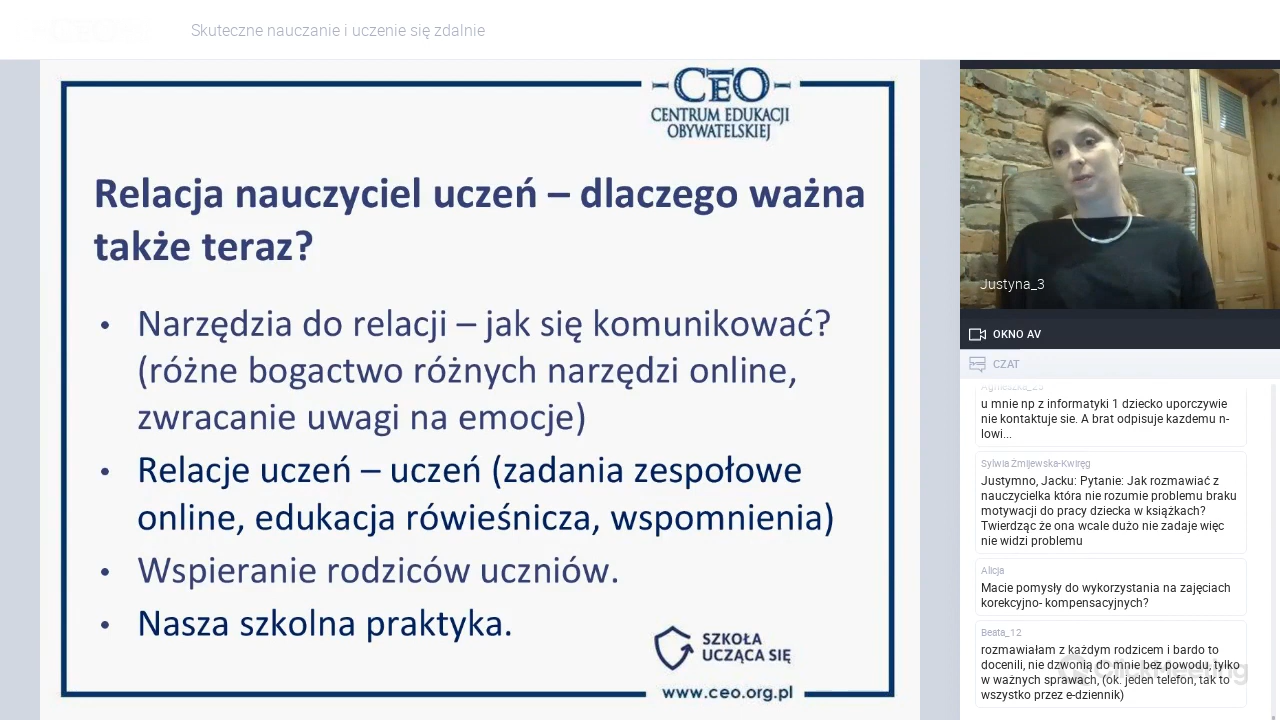 Skuteczne nauczanie i uczenie się zdalnie
CEO
CENTRUM EDUKACJI
OBYWATELSKIEJ
Relacja nauczyciel uczeń – dlaczego ważna
także teraz?
• Narzędzia do relacji – jak się komunikować?
(różne bogactwo różnych narzędzi online,
zwracanie uwagi na emocje)
• Relacje uczeń – uczeń (zadania zespołowe
online, edukacja rówieśnicza, wspomnienia)
• Wspieranie rodziców uczniów.
• Nasza szkolna praktyka.
SZKOŁA
UCZĄCA SIĘ
www.ceo.org.pl
Justyna_3
OKNO AV
CZAT
u mnie np z informatyki 1 dziecko uporczywie
nie kontaktuje sie. A brat odpisuje kazdemu n-
lowi...
Sylwia Żmijewska-Kwiręg
Justymno, Jacku: Pytanie: Jak rozmawiać z
nauczycielka która nie rozumie problemu braku
motywacji do pracy dziecka w książkach?
Twierdząc że ona wcale dużo nie zadaje więc
nie widzi problemu
Alicja
Macie pomysły do wykorzystania na zajęciach
korekcyjno- kompensacyjnych?
Beata_12
rozmawiałam z każdym rodzicem i bardo to
docenili, nie dzwonią do mnie bez powodu, tylko
w ważnych sprawach, (ok. jeden telefon, tak to
wszystko przez e-dziennik)